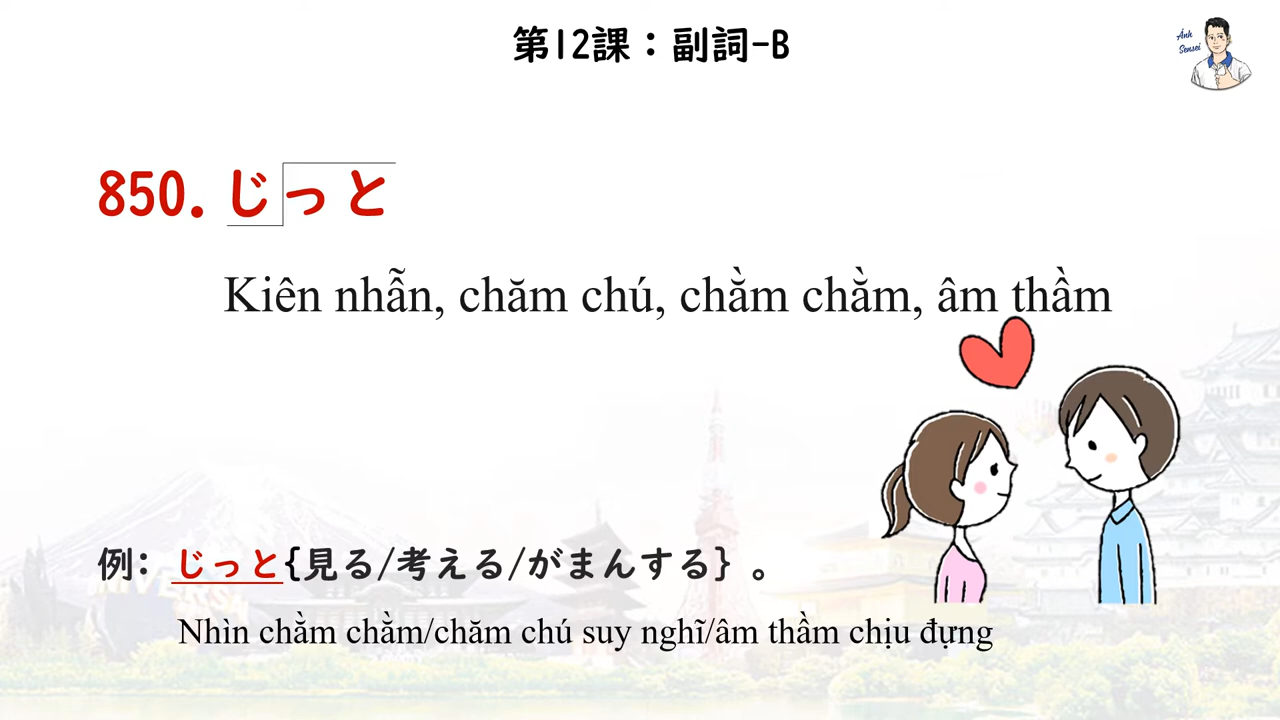 第12課：副詞-B
Ánh
Sensei
850. じっと
Kiên nhẫn, chăm chú, chằm chằm, âm thầm
例: じっと{見る/考える/がまんする} 。
Nhìn chằm chằm/chăm chú suy nghĩ/âm thầm chịu đựng